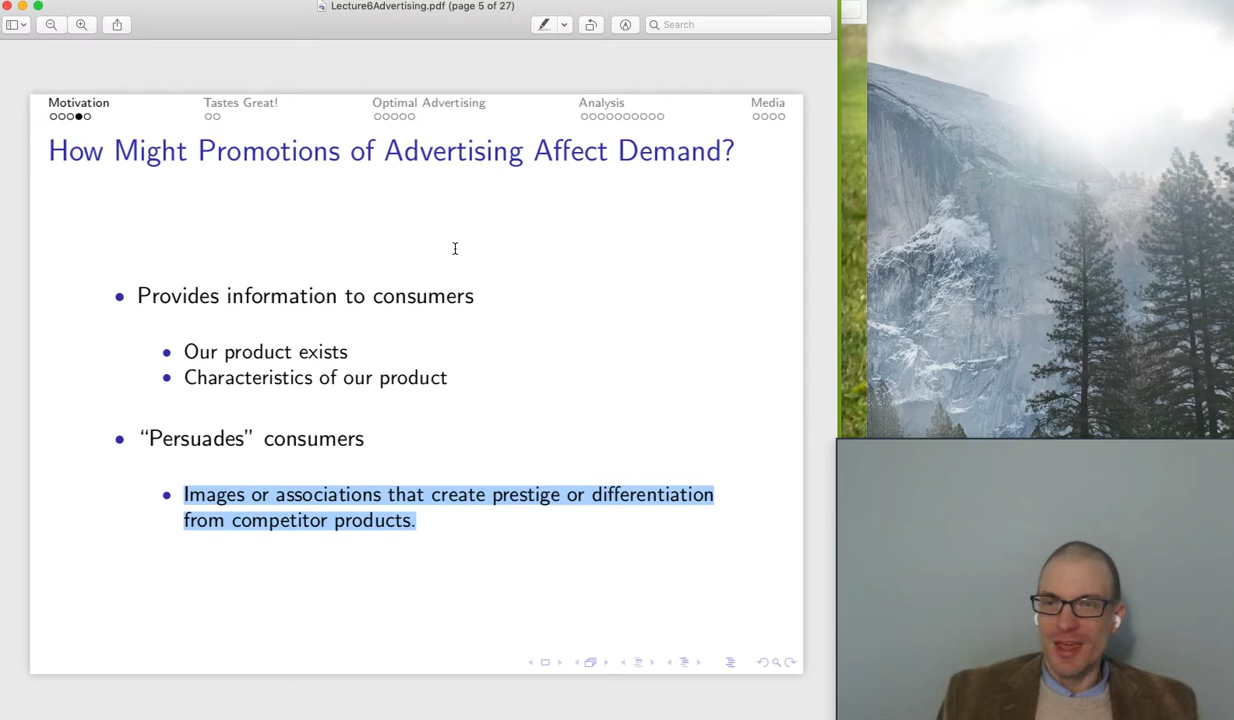 Lecture6Advertising.pdf (page 5 of 27)
Search
Motivation
Tastes Great!
Optimal Advertising
Analysis
Media
How Might Promotions of Advertising Affect Demand?
Provides information to consumers
Our product exists
Characteristics of our product
“Persuades” consumers
Images or associations that create prestige or differentiation
from competitor products.